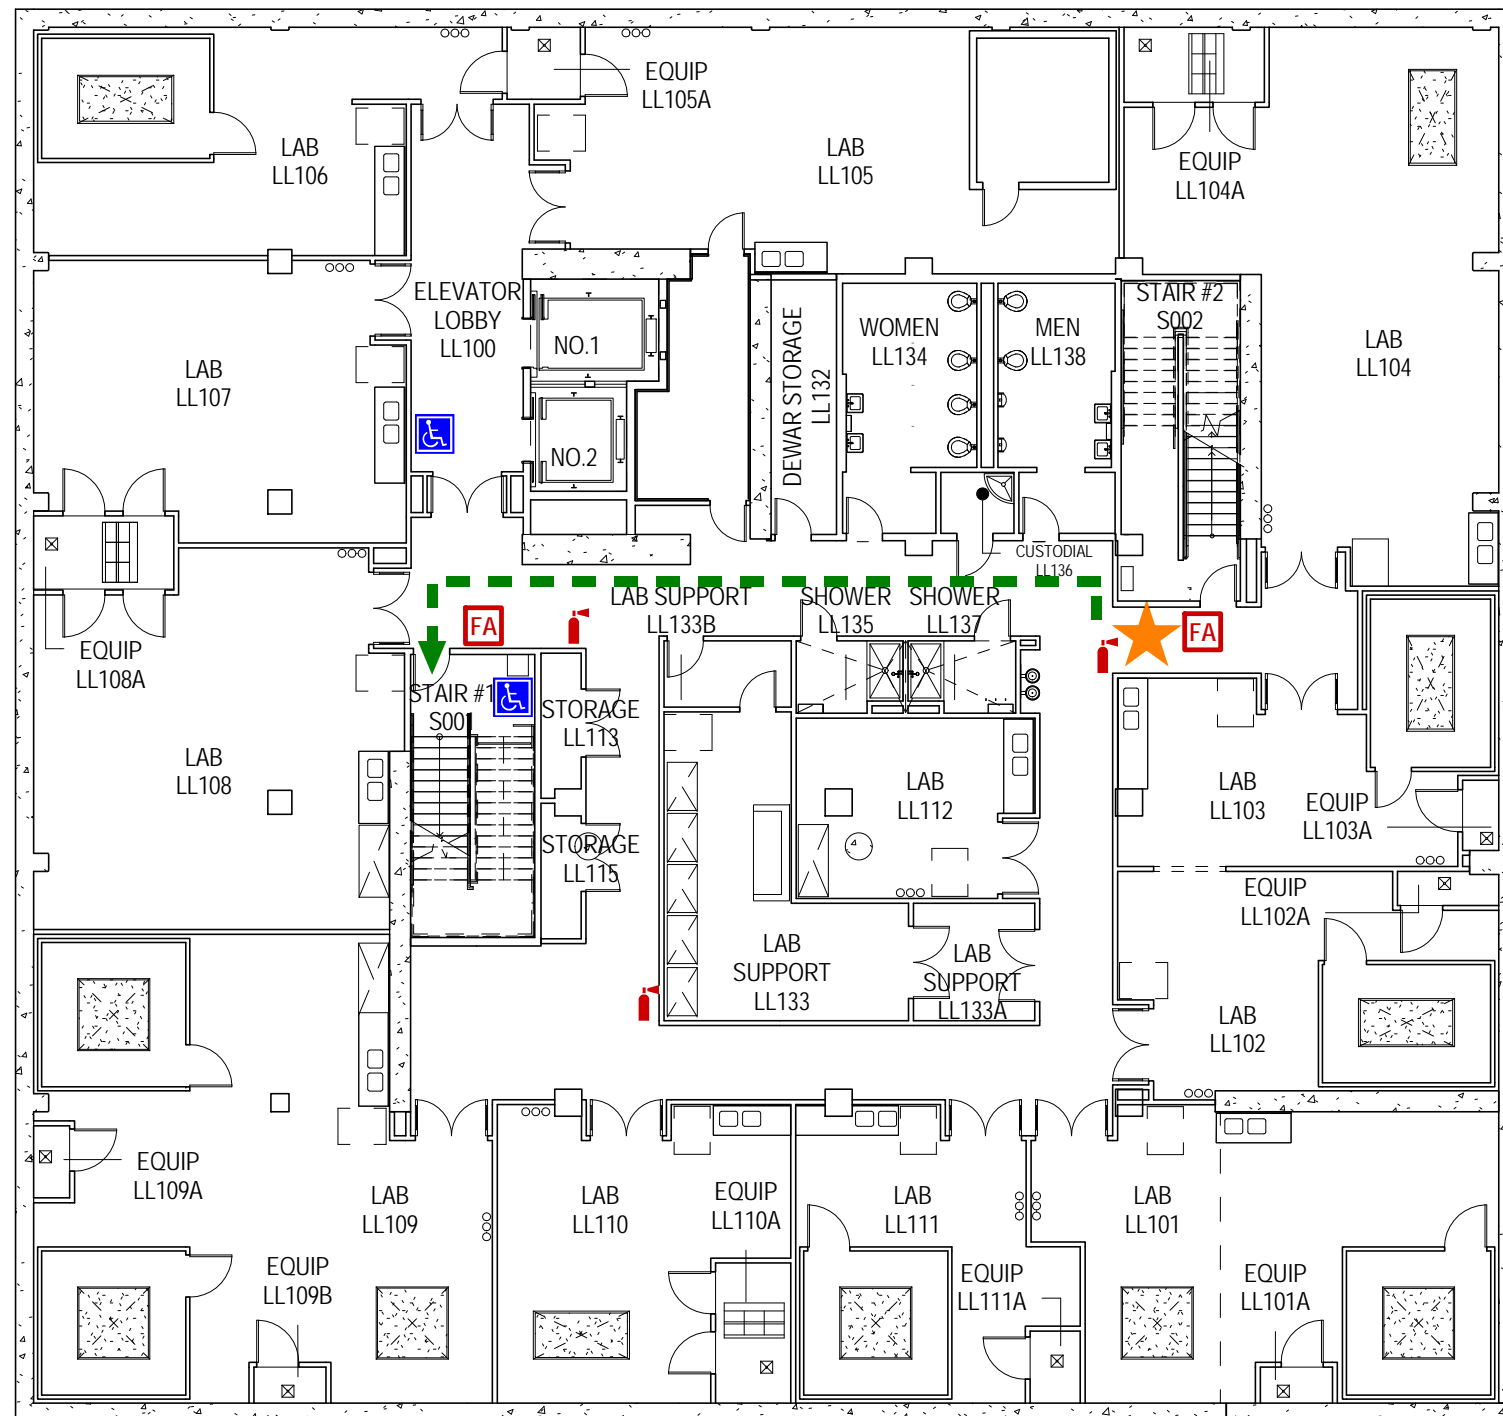 EQUIP
LL105A
LAB
LL106
LAB
LL105
EQUIP
LL104A
ELEVATOR
LOBBY
LL100
NO.1
NO.2
DEWAR STORAGE
LL132
WOMEN
LL134
MEN
LL138
STAIR #2
S002
LAB
LL104
LAB
LL107
CUSTODIAL
LL136
LAB SUPPORT
LL133B
SHOWER
LL135
SHOWER
LL137
FA
FA
EQUIP
LL108A
STAIR #1
S001
STORAGE
LL113
LAB
LL108
LAB
LL112
LAB
LL103
EQUIP
LL103A
STORAGE
LL115
EQUIP
LL102A
LAB
SUPPORT
LL133
LAB
SUPPORT
LL133A
LAB
LL102
EQUIP
LL109A
LAB
LL109
LAB
LL110
EQUIP
LL110A
LAB
LL111
LAB
LL101
EQUIP
LL109B
EQUIP
LL111A
EQUIP
LL101A